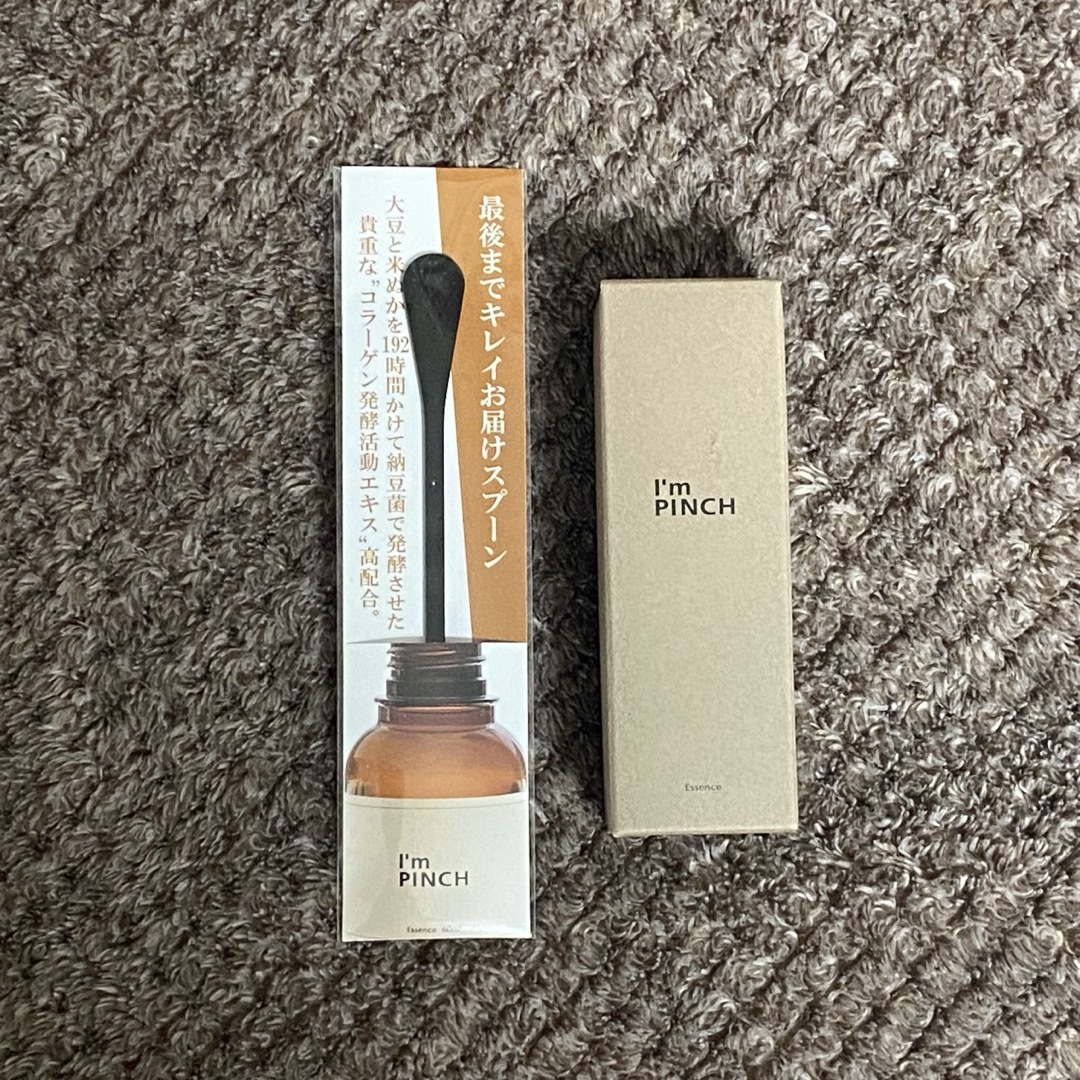 最後までキレイお届けスプーン
大豆と米ぬかを192時間かけて納豆菌で発酵させた
貴重な"コラーゲン発酵活動エキス"高配合。
I'm
PINCH
Essence
I'm
PINCH
Essence